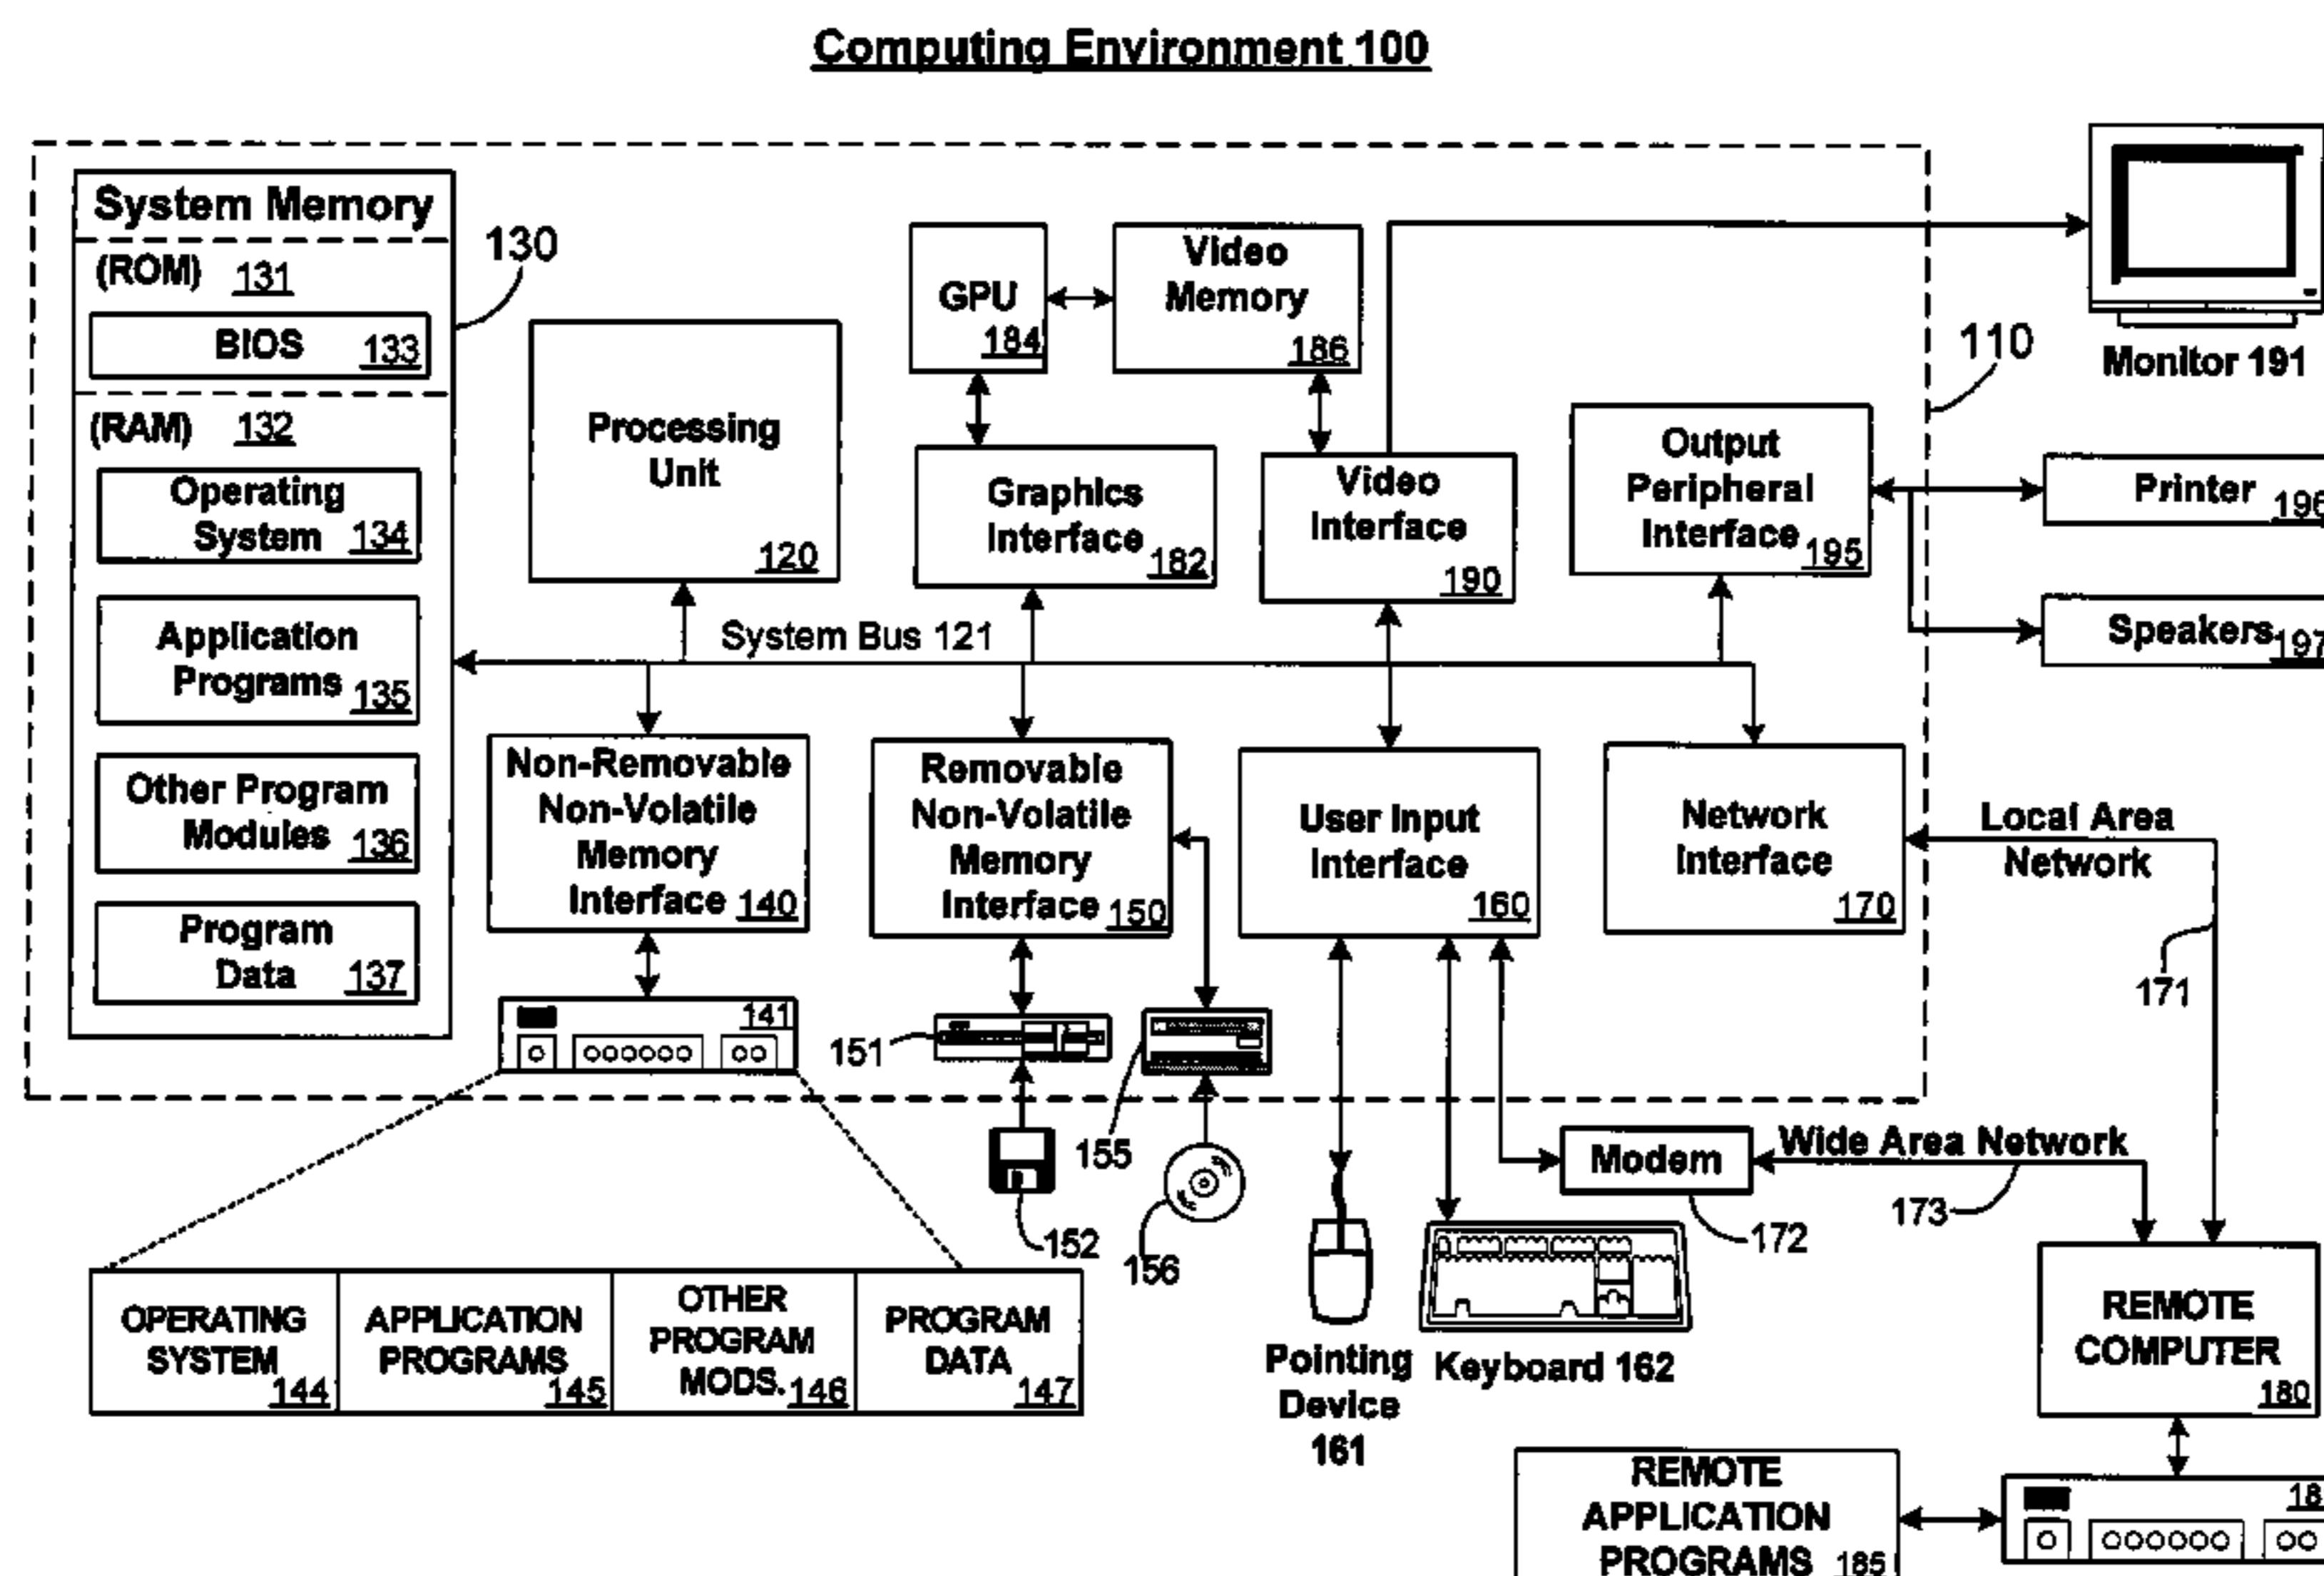 Computing Environment 100
System Memory
(ROM) 131
BIOS 133
(RAM) 132
Operating
System 134
Application
Programs 135
Other Program
Modules 136
Program
Data 137
130
Processing
Unit
120
GPU
184
Video
Memory
186
Graphics
Interface
182
Video
Interface
190
Output
Peripheral
Interface 195
110
Monitor 191
Printer 196
Speakers 197
System Bus 121
Non-Removable
Non-Volatile
Memory
Interface 140
Removable
Non-Volatile
Memory
Interface 150
User Input
Interface
160
Network
Interface
170
Local Area
Network
171
141
151
155
152
156
Modem
172
Wide Area Network
173
OPERATING
SYSTEM 144
APPLICATION
PROGRAMS 145
OTHER
PROGRAM
MODS. 146
PROGRAM
DATA 147
Pointing
Device
161
Keyboard 162
REMOTE
COMPUTER
180
REMOTE
APPLICATION
PROGRAMS 185